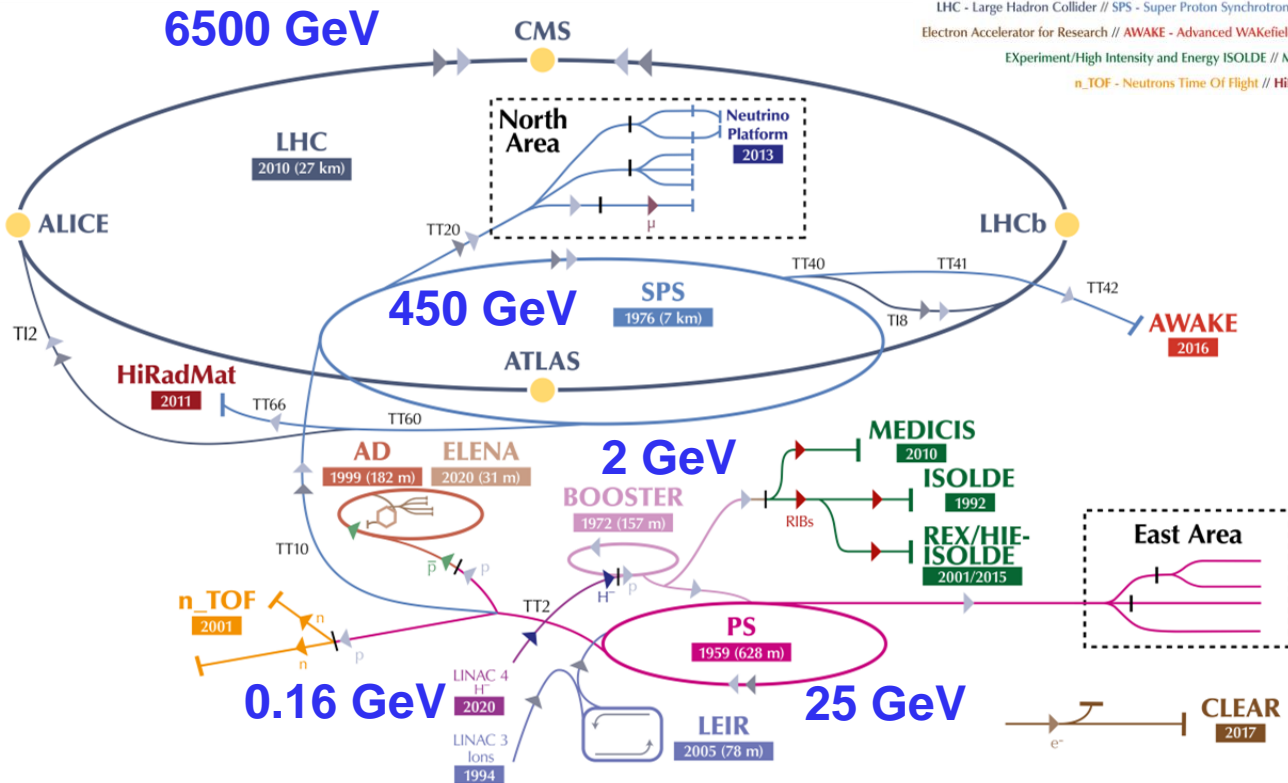 LHC - Large Hadron Collider // SPS - Super Proton Synchrotron
Electron Accelerator for Research // AWAKE - Advanced WAKefiel
EXperiment/High Intensity and Energy ISOLDE // M
n_TOF - Neutrons Time Of Flight // Hi
6500 GeV
CMS
North
Area
Neutrino
Platform
2013
LHC
2010 (27 km)
ALICE
LHCb
TT20
μ
TT40
TT41
TT42
SPS
1976 (7 km)
450 GeV
TI8
TI2
AWAKE
2016
ATLAS
HiRadMat
2011
TT66
TT60
MEDICIS
2010
AD
1999 (182 m)
ELENA
2020 (31 m)
2 GeV
BOOSTER
1972 (157 m)
ISOLDE
1992
RIBs
REX/HIE-
ISOLDE
2001/2015
East Area
TT10
p̅
p
H⁻
p
TT2
n_TOF
2001
n
n
p
PS
1959 (628 m)
LINAC 4
H⁻
2020
0.16 GeV
25 GeV
LINAC 3
Ions
1994
LEIR
2005 (78 m)
CLEAR
2017
e⁻